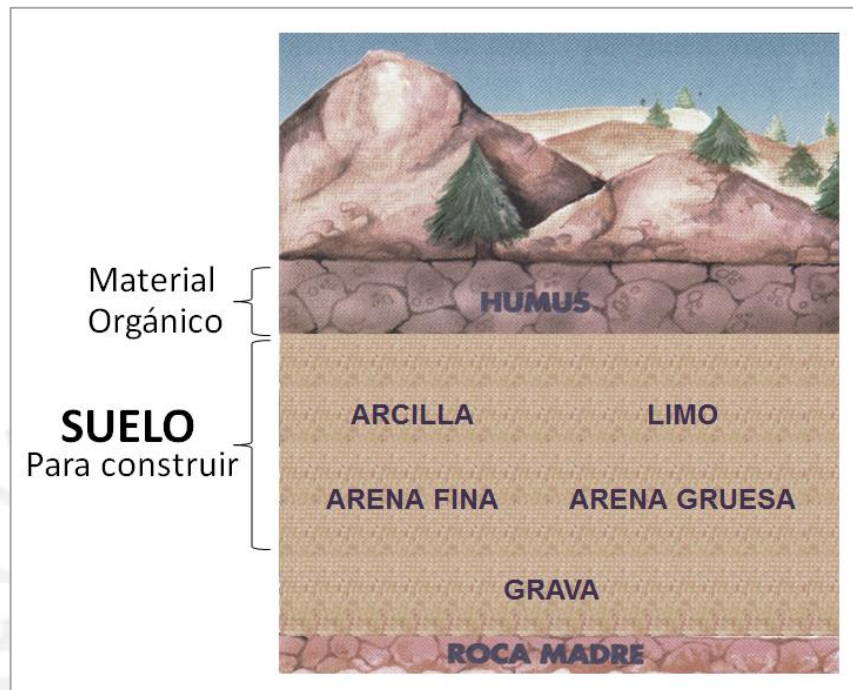 Material
Orgánico
HUMUS
SUELO
Para construir
ARCILLA LIMO
ARENA FINA ARENA GRUESA
GRAVA
ROCA MADRE